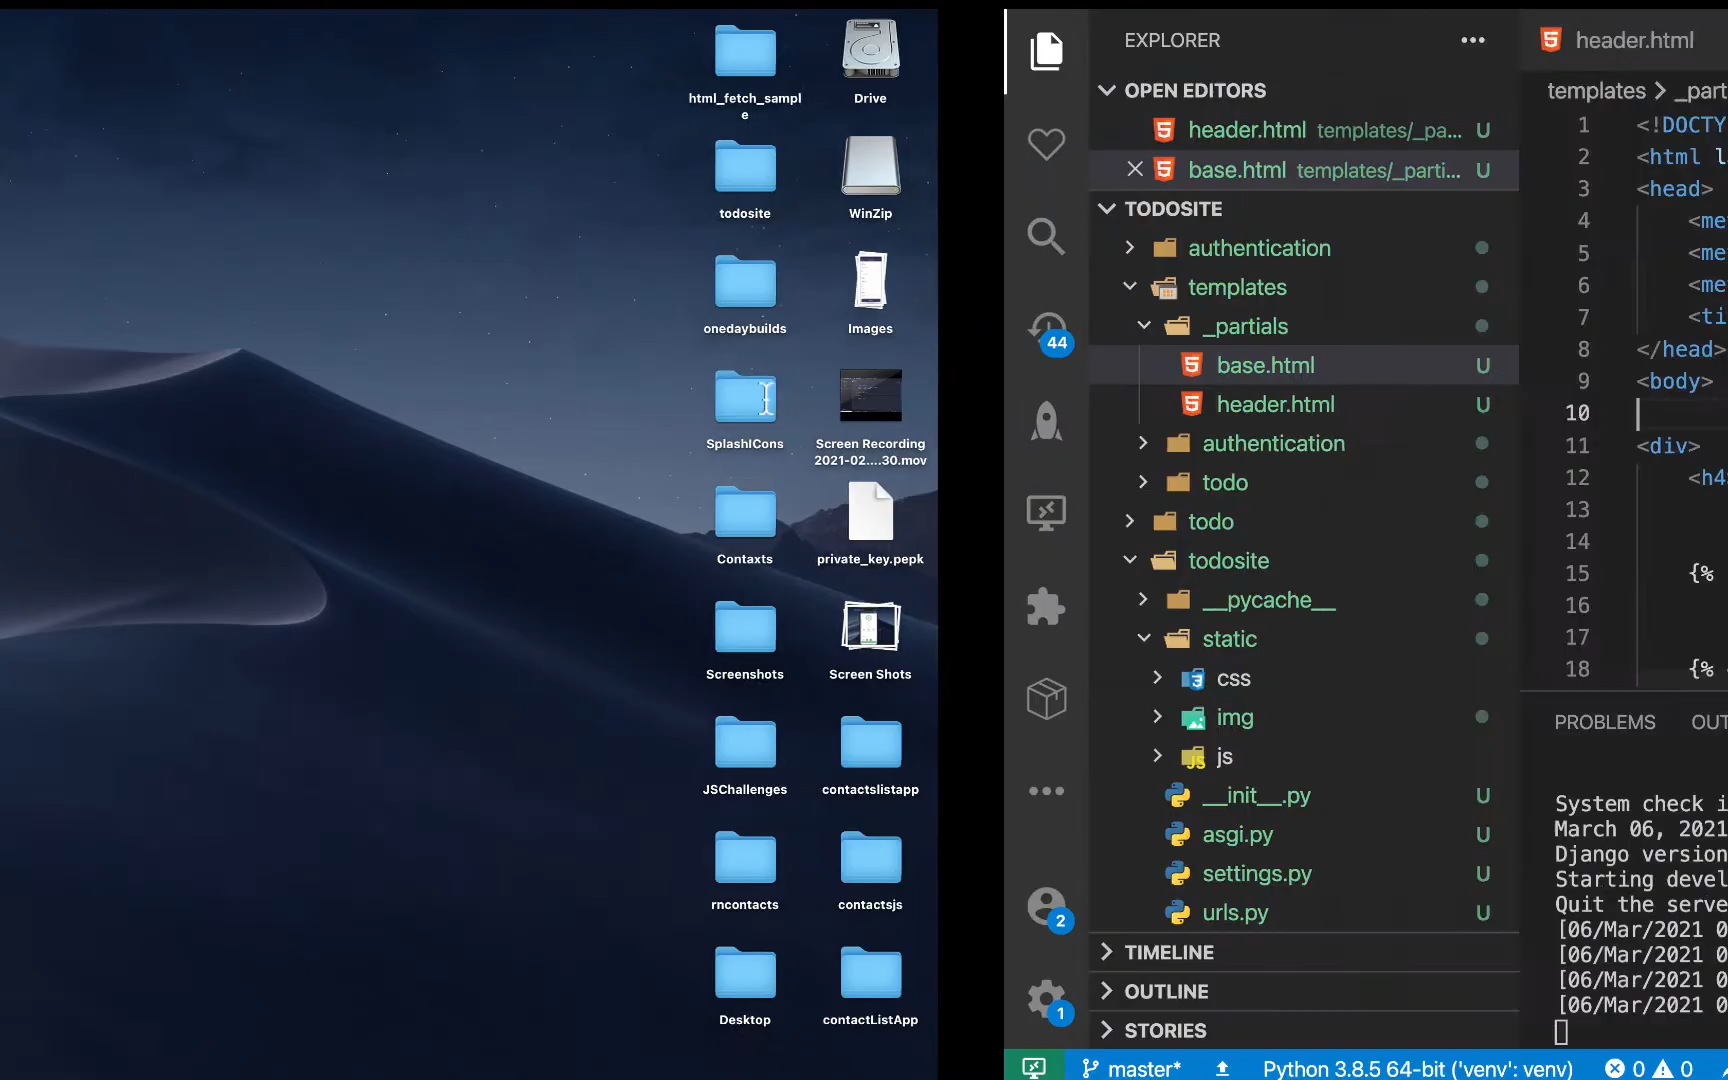 html_fetch_sampl
e
Drive
todosite
WinZip
onedaybuilds
Images
SplashICons
Screen Recording
2021-02....30.mov
Contaxts
private_key.pepk
Screenshots
Screen Shots
JSChallenges
contactslistapp
rncontacts
contactsjs
Desktop
contactListApp
44
2
1
EXPLORER
OPEN EDITORS
header.html templates/_pa... U
base.html templates/_parti... U
TODOSITE
authentication
templates
_partials
base.html U
header.html U
authentication
todo
todo
todosite
__pycache__
static
css
img
js
__init__.py U
asgi.py U
settings.py U
urls.py U
TIMELINE
OUTLINE
STORIES
header.html
templates > _part
1 <!DOCTY
2 <html l
3 <head>
4 <me
5 <me
6 <me
7 <ti
8 </head>
9 <body>
10
11 <div>
12 <h4
13
14
15 {%
16
17
18 {%
PROBLEMS OUT
System check i
March 06, 2021
Django version
Starting devel
Quit the serve
[06/Mar/2021 0
[06/Mar/2021 0
[06/Mar/2021 0
[06/Mar/2021 0
master* Python 3.8.5 64-bit ('venv': venv) 0 0